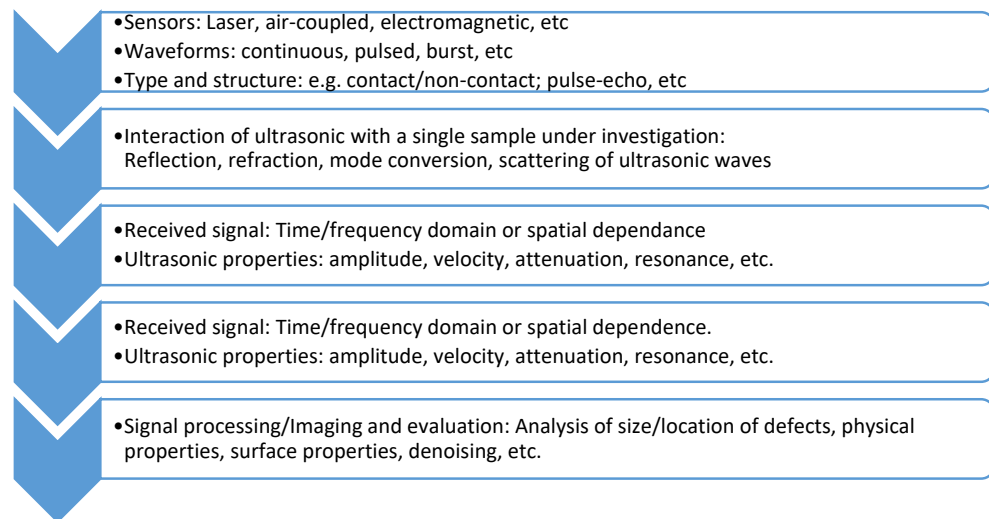 •Sensors: Laser, air-coupled, electromagnetic, etc
•Waveforms: continuous, pulsed, burst, etc
•Type and structure: e.g. contact/non-contact; pulse-echo, etc
•Interaction of ultrasonic with a single sample under investigation:
Reflection, refraction, mode conversion, scattering of ultrasonic waves
•Received signal: Time/frequency domain or spatial dependance
•Ultrasonic properties: amplitude, velocity, attenuation, resonance, etc.
•Received signal: Time/frequency domain or spatial dependence.
•Ultrasonic properties: amplitude, velocity, attenuation, resonance, etc.
•Signal processing/Imaging and evaluation: Analysis of size/location of defects, physical
properties, surface properties, denoising, etc.